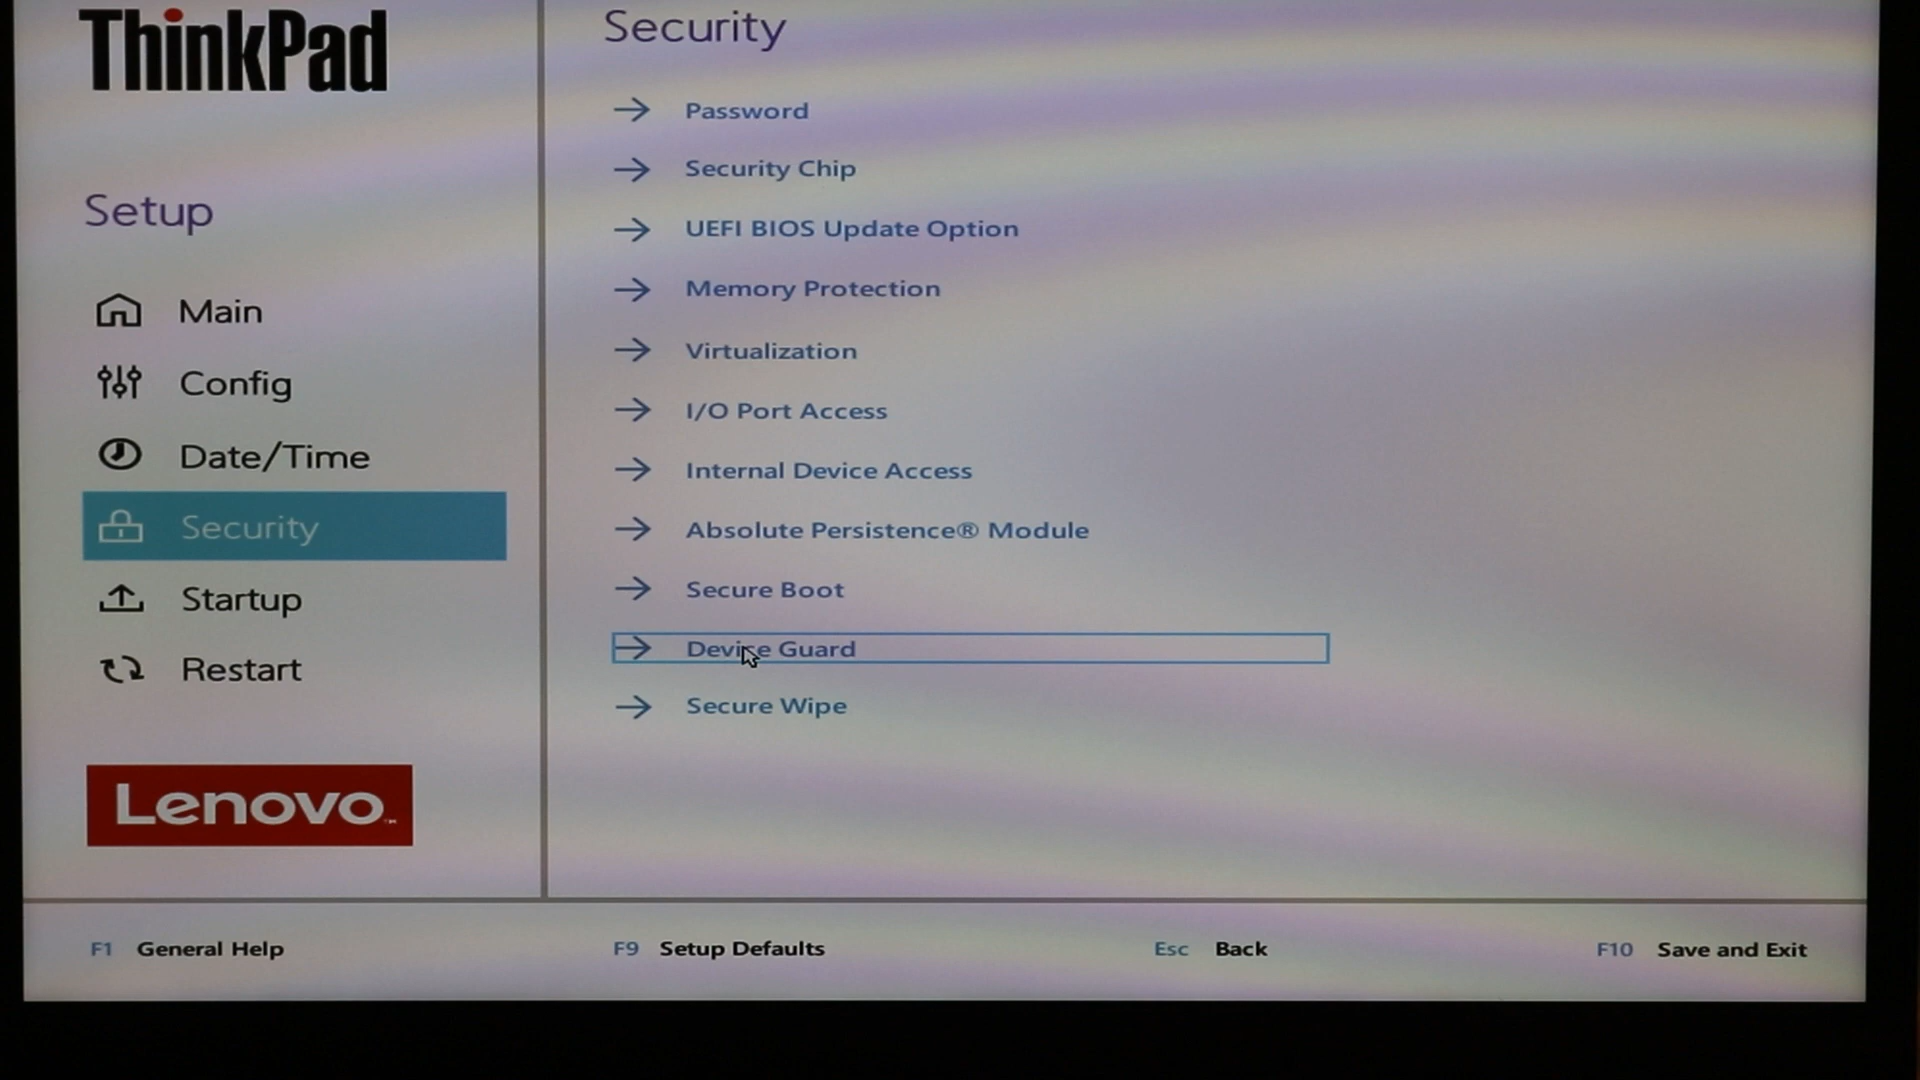 ThinkPad
Setup
Main
Config
Date/Time
Security
Startup
Restart
Lenovo™
Security
Password
Security Chip
UEFI BIOS Update Option
Memory Protection
Virtualization
I/O Port Access
Internal Device Access
Absolute Persistence® Module
Secure Boot
Device Guard
Secure Wipe
F1 General Help
F9 Setup Defaults
Esc Back
F10 Save and Exit